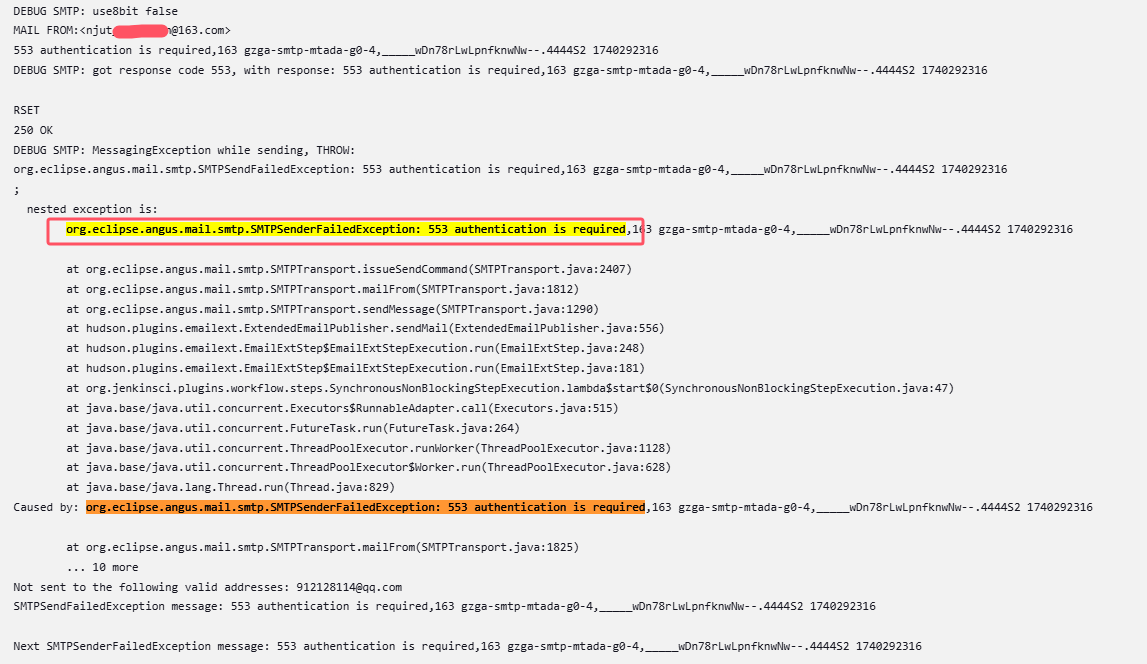 DEBUG SMTP: use8bit false
MAIL FROM:<njut n@163.com>
553 authentication is required,163 gzga-smtp-mtada-g0-4,_____wDn78rLwLpnfknwNw--.4444S2 1740292316
DEBUG SMTP: got response code 553, with response: 553 authentication is required,163 gzga-smtp-mtada-g0-4,_____wDn78rLwLpnfknwNw--.4444S2 1740292316
RSET
250 OK
DEBUG SMTP: MessagingException while sending, THROW:
org.eclipse.angus.mail.smtp.SMTPSendFailedException: 553 authentication is required,163 gzga-smtp-mtada-g0-4,_____wDn78rLwLpnfknwNw--.4444S2 1740292316
;
nested exception is:
org.eclipse.angus.mail.smtp.SMTPSenderFailedException: 553 authentication is required,163 gzga-smtp-mtada-g0-4,_____wDn78rLwLpnfknwNw--.4444S2 1740292316
at org.eclipse.angus.mail.smtp.SMTPTransport.issueSendCommand(SMTPTransport.java:2407)
at org.eclipse.angus.mail.smtp.SMTPTransport.mailFrom(SMTPTransport.java:1812)
at org.eclipse.angus.mail.smtp.SMTPTransport.sendMessage(SMTPTransport.java:1290)
at hudson.plugins.emailext.ExtendedEmailPublisher.sendMail(ExtendedEmailPublisher.java:556)
at hudson.plugins.emailext.EmailExtStep$EmailExtStepExecution.run(EmailExtStep.java:248)
at hudson.plugins.emailext.EmailExtStep$EmailExtStepExecution.run(EmailExtStep.java:181)
at org.jenkinsci.plugins.workflow.steps.SynchronousNonBlockingStepExecution.lambda$start$0(SynchronousNonBlockingStepExecution.java:47)
at java.base/java.util.concurrent.Executors$RunnableAdapter.call(Executors.java:515)
at java.base/java.util.concurrent.FutureTask.run(FutureTask.java:264)
at java.base/java.util.concurrent.ThreadPoolExecutor.runWorker(ThreadPoolExecutor.java:1128)
at java.base/java.util.concurrent.ThreadPoolExecutor$Worker.run(ThreadPoolExecutor.java:628)
at java.base/java.lang.Thread.run(Thread.java:829)
Caused by: org.eclipse.angus.mail.smtp.SMTPSenderFailedException: 553 authentication is required,163 gzga-smtp-mtada-g0-4,_____wDn78rLwLpnfknwNw--.4444S2 1740292316
at org.eclipse.angus.mail.smtp.SMTPTransport.mailFrom(SMTPTransport.java:1825)
... 10 more
Not sent to the following valid addresses: 912128114@qq.com
SMTPSendFailedException message: 553 authentication is required,163 gzga-smtp-mtada-g0-4,_____wDn78rLwLpnfknwNw--.4444S2 1740292316
Next SMTPSenderFailedException message: 553 authentication is required,163 gzga-smtp-mtada-g0-4,_____wDn78rLwLpnfknwNw--.4444S2 1740292316